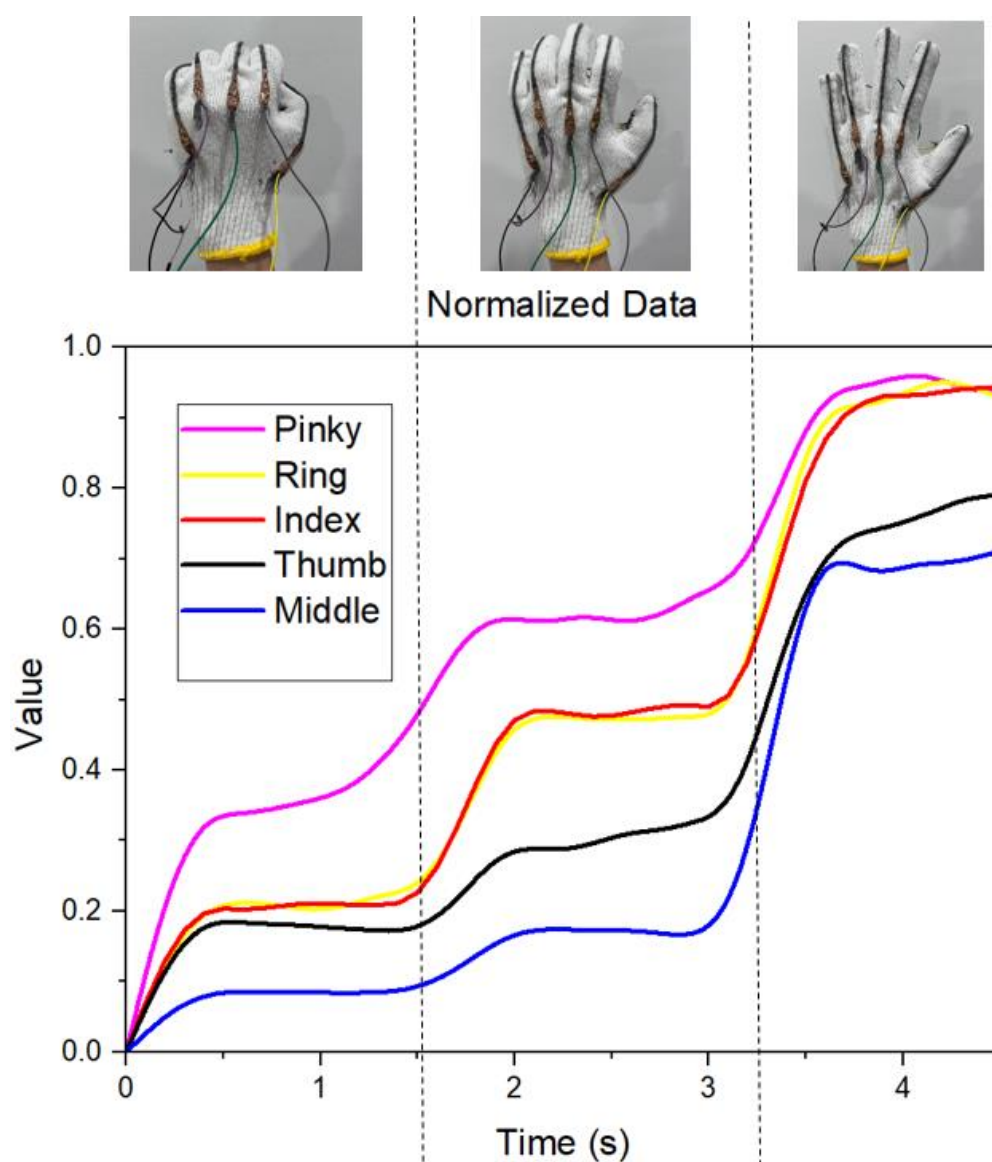 Normalized Data
1.0
0.8
0.6
0.4
0.2
0.0
Value
Pinky
Ring
Index
Thumb
Middle
0 1 2 3 4
Time (s)